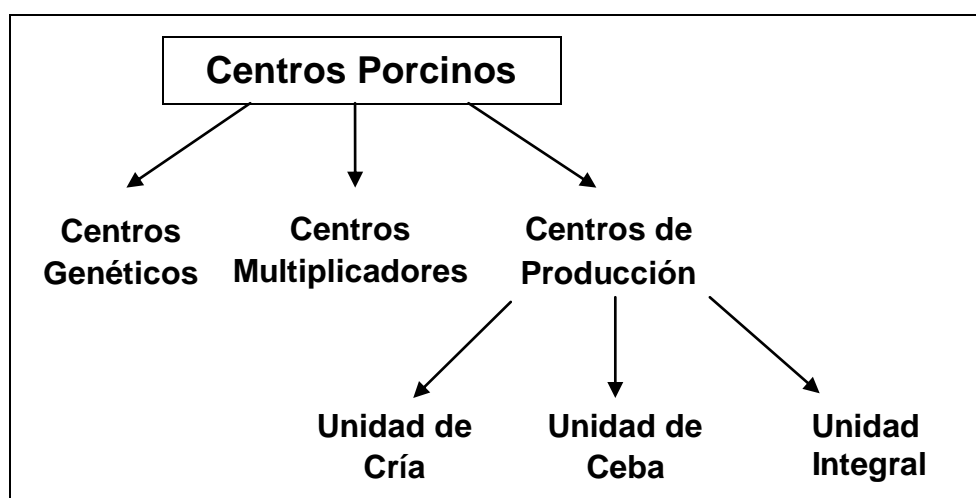 Centros Porcinos
Centros
Genéticos
Centros
Multiplicadores
Centros de
Producción
Unidad de
Cría
Unidad de
Ceba
Unidad
Integral